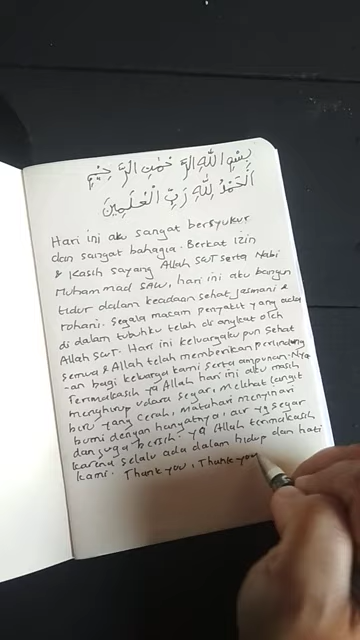 بِسْمِ اللهِ الرَّحْمٰنِ الرَّحِيْمِ
اَلْحَمْدُ لِلهِ رَبِّ الْعٰلَمِيْنَ
Hari ini aku sangat bersyukur
dan sangat bahagia. Berkat izin
& kasih sayang Allah SWT serta Nabi
Muhammad SAW, hari ini aku bangun
tidur dalam keadaan sehat jasmani &
rohani. Segala macam penyakit yang ada
di dalam tubuhku telah di angkat oleh
Allah SWT. Hari ini keluargaku pun sehat
semua & Allah telah memberikan perlindung
-an bagi keluarga kami serta ampunan-Nya
Terimakasih ya Allah hari ini aku masih
menghirup udara segar, melihat langit
biru yang cerah, matahari menyinari
bumi dengan hangatnya, air yg segar
dan juga bersih. Ya Allah terimakasih
karena selalu ada dalam hidup dan hati
kami. Thank you, Thank you